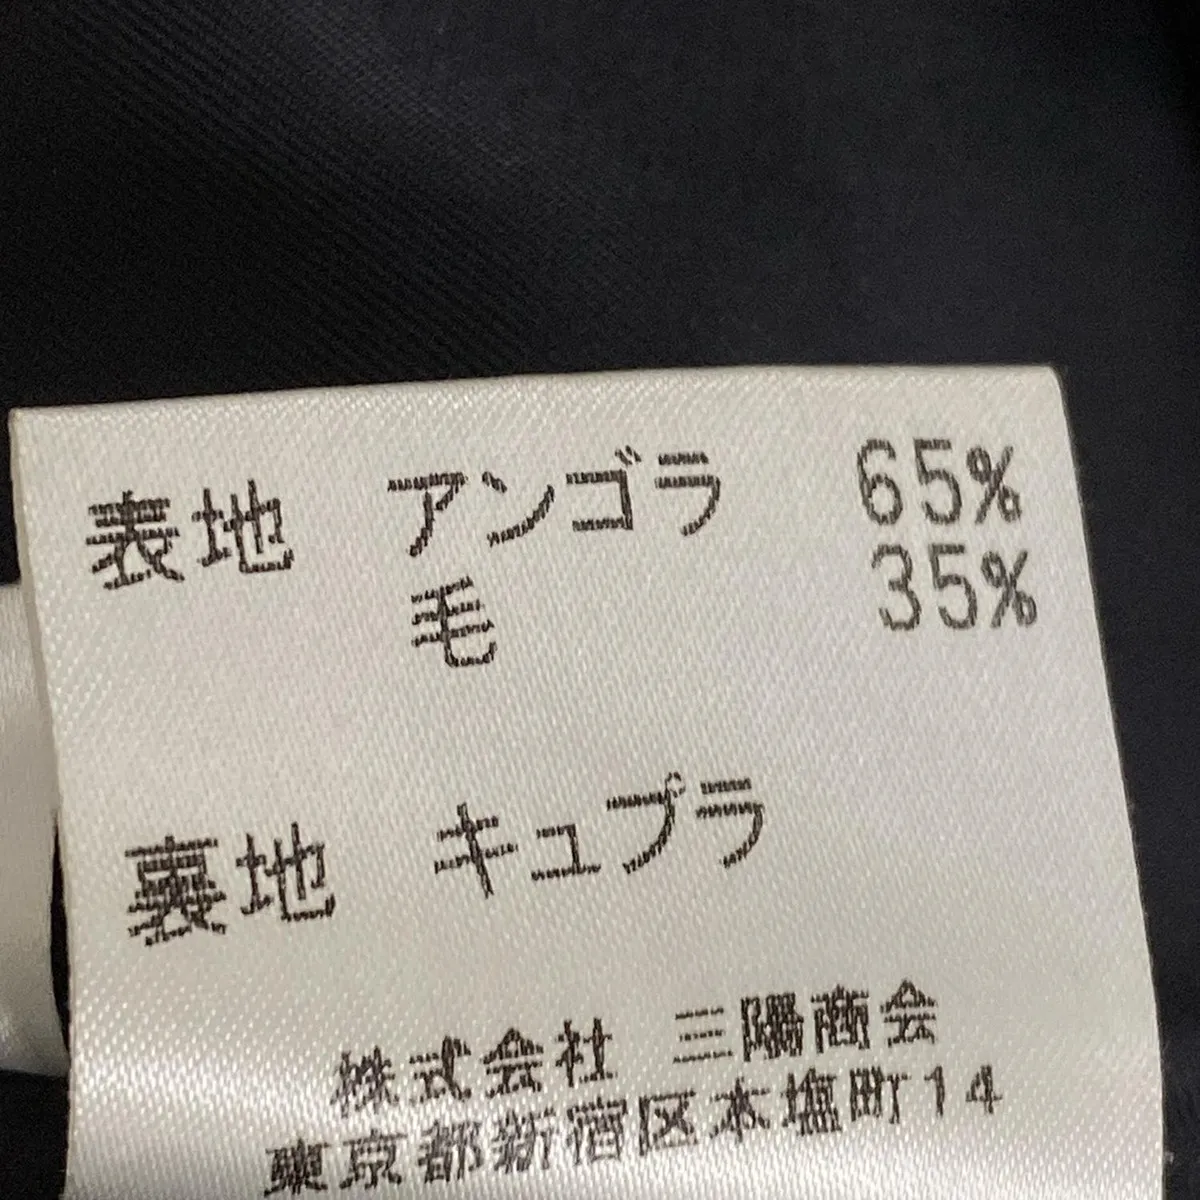 表地 アンゴラ 65%
毛 35%
裏地 キュプラ
株式会社 三陽商会
東京都新宿区本塩町14